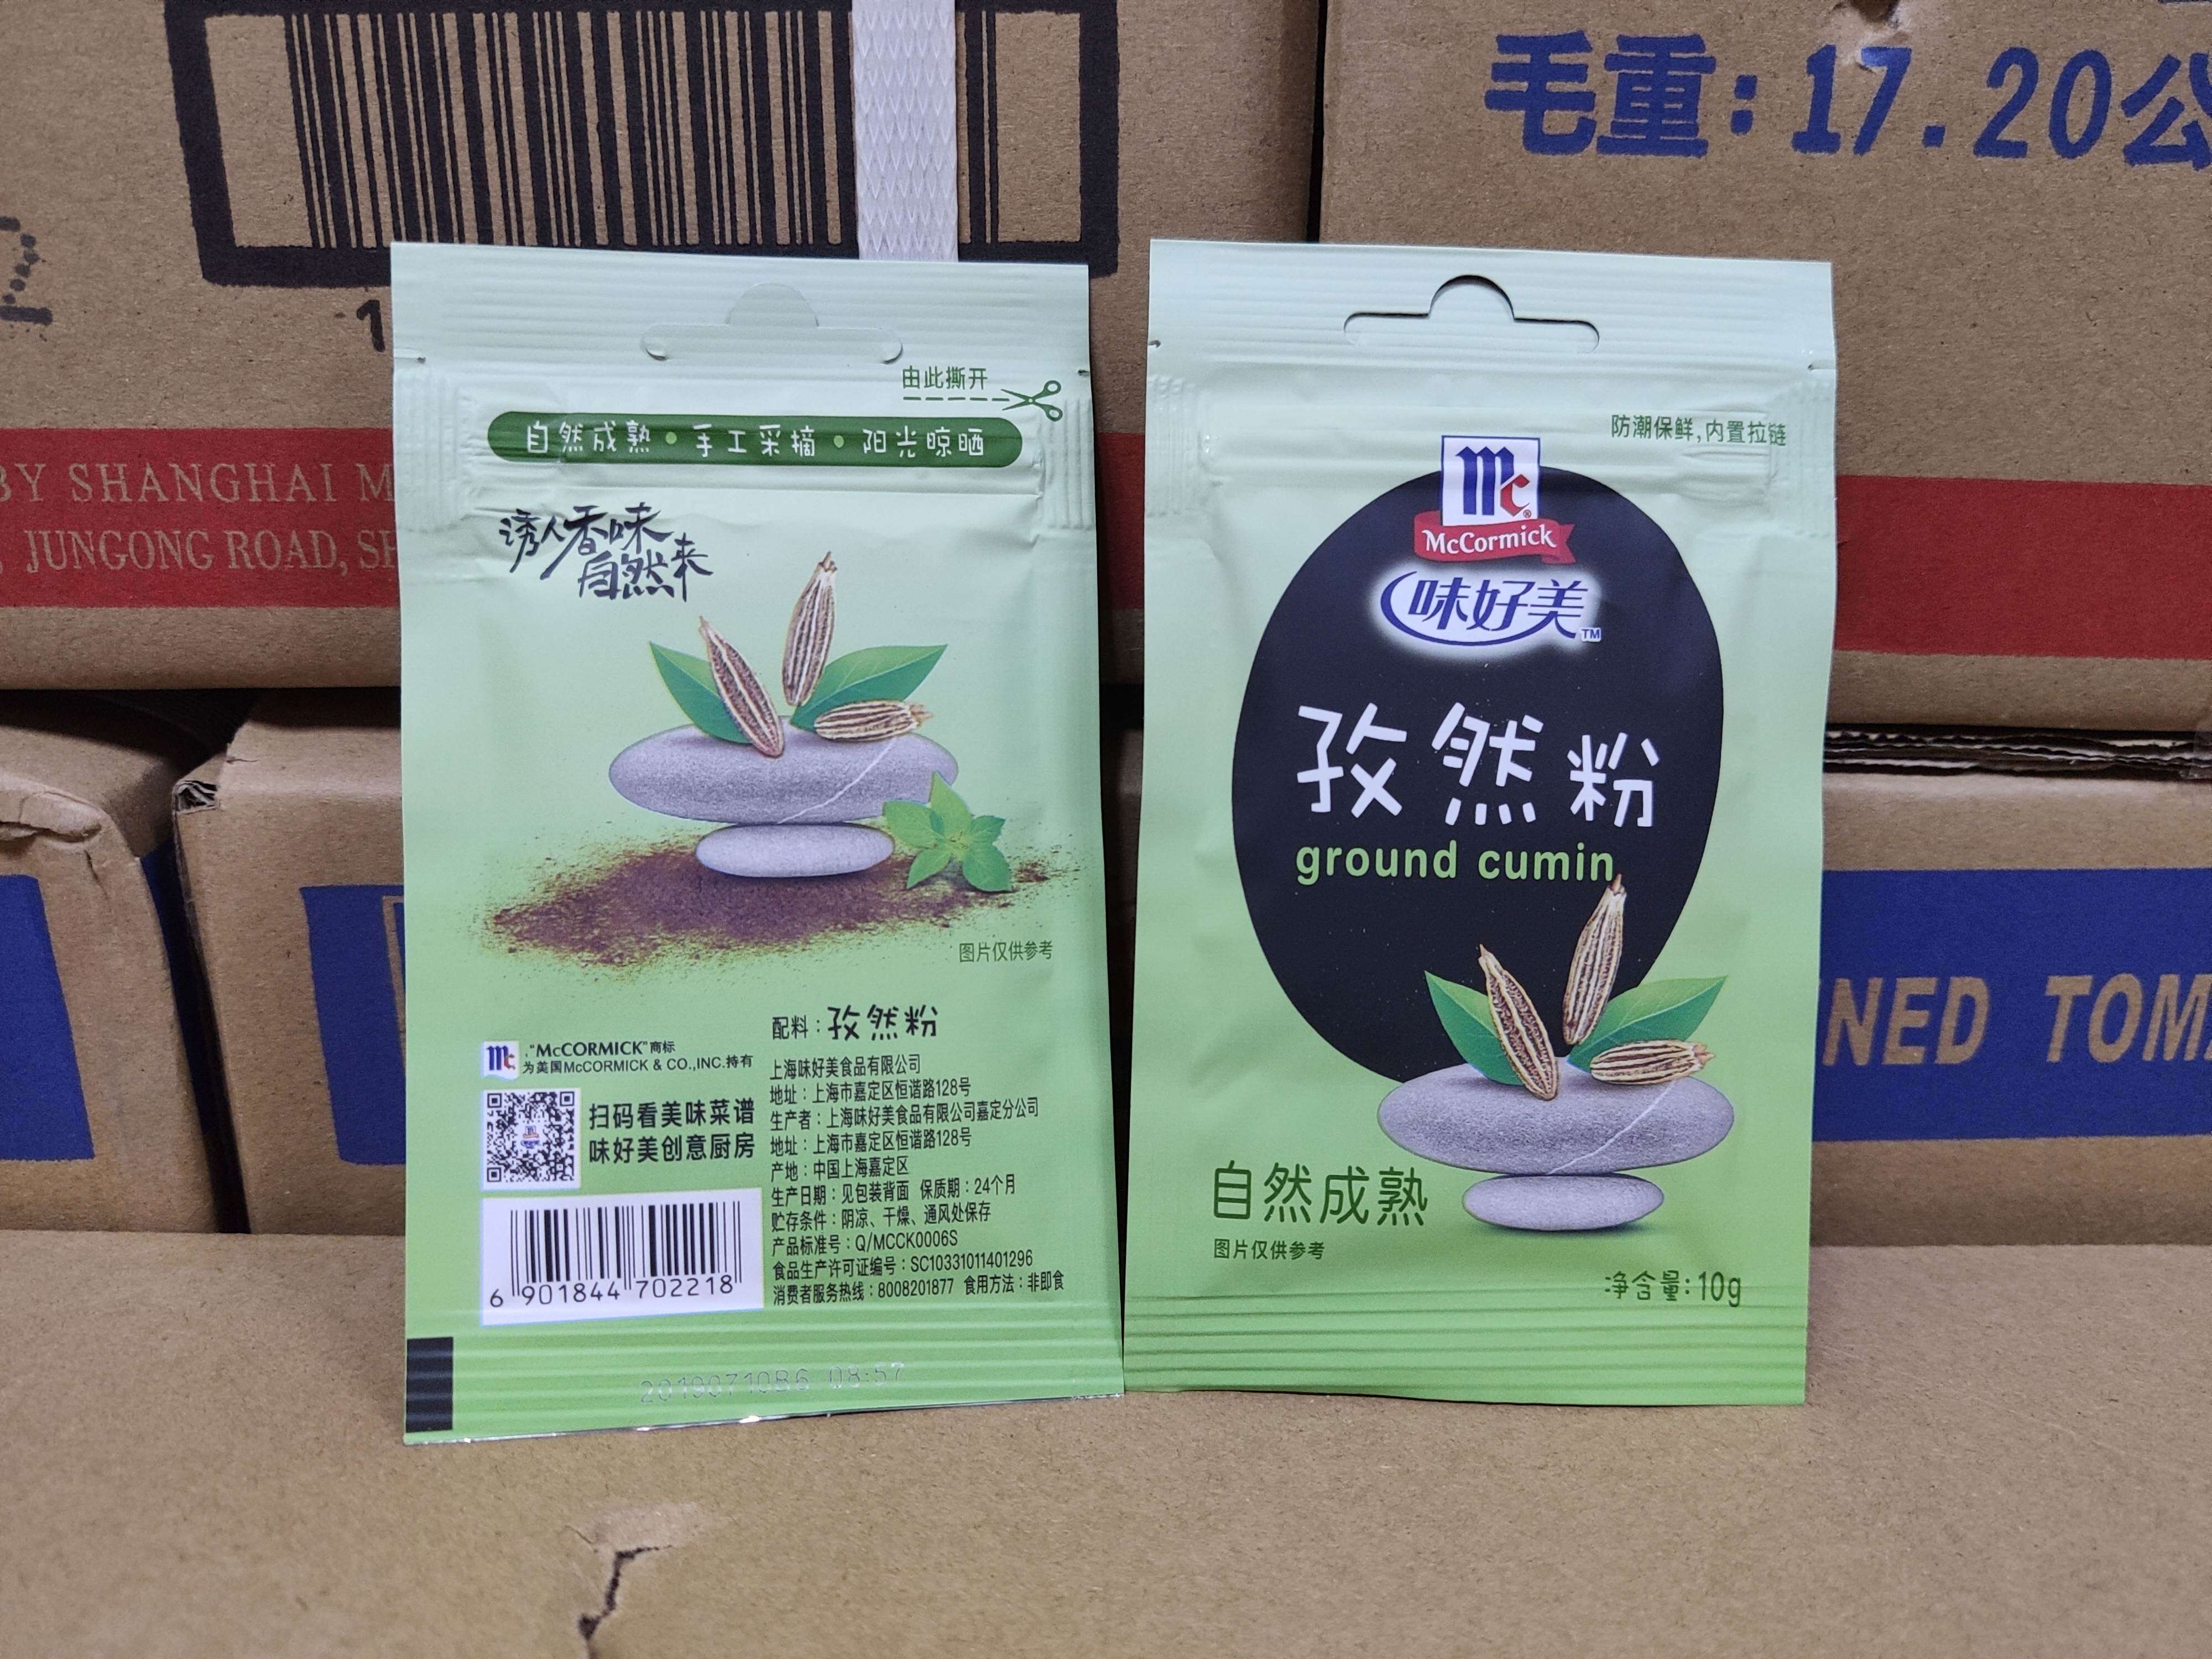 毛重:17.20公
BY SHANGHAI M
JUNGONG ROAD, SH
NED TOM
由此撕开
自然成熟·手工采摘·阳光晾晒
诱人香味
自然来
图片仅供参考
配料:孜然粉
Mc,"McCORMICK"商标
为美国McCORMICK & CO.,INC.持有
扫码看美味菜谱
味好美创意厨房
6 901844 702218
上海味好美食品有限公司
地址:上海市嘉定区恒谐路128号
生产者:上海味好美食品有限公司嘉定分公司
地址:上海市嘉定区恒谐路128号
产地:中国上海嘉定区
生产日期:见包装背面 保质期:24个月
贮存条件:阴凉、干燥、通风处保存
产品标准号:Q/MCCK0006S
食品生产许可证编号:SC10331011401296
消费者服务热线:8008201877 食用方法:非即食
20190710B6 08:57
防潮保鲜,内置拉链
Mc®
McCormick
味好美™
孜然粉
ground cumin
自然成熟
图片仅供参考
净含量:10g